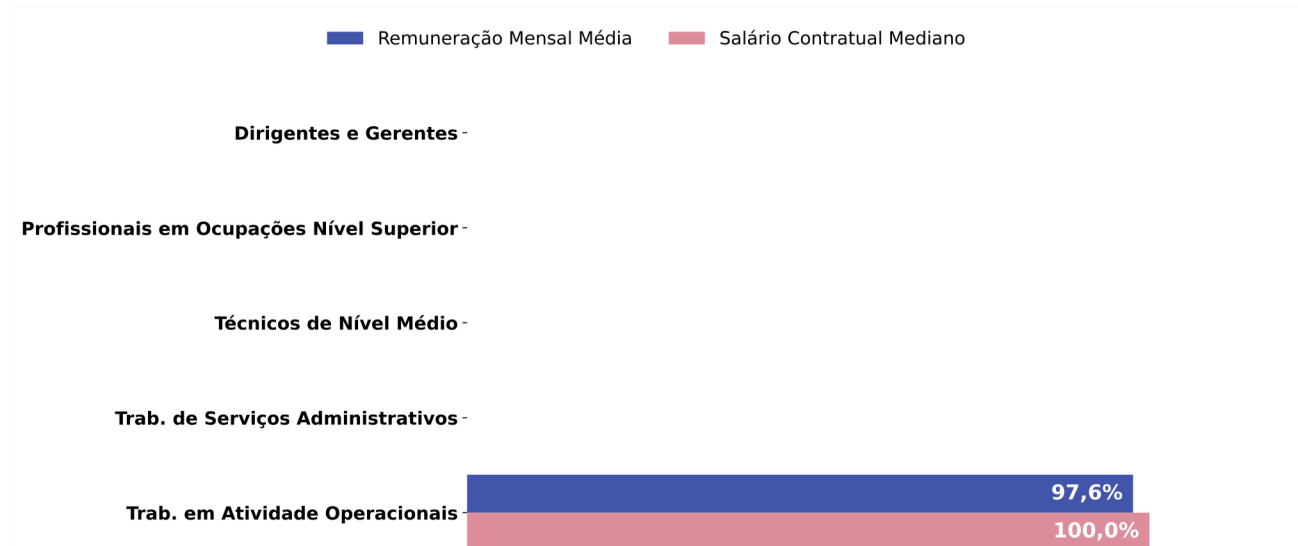 Remuneração Mensal Média Salário Contratual Mediano
Dirigentes e Gerentes
Profissionais em Ocupações Nível Superior
Técnicos de Nível Médio
Trab. de Serviços Administrativos
97,6%
Trab. em Atividade Operacionais
100,0%